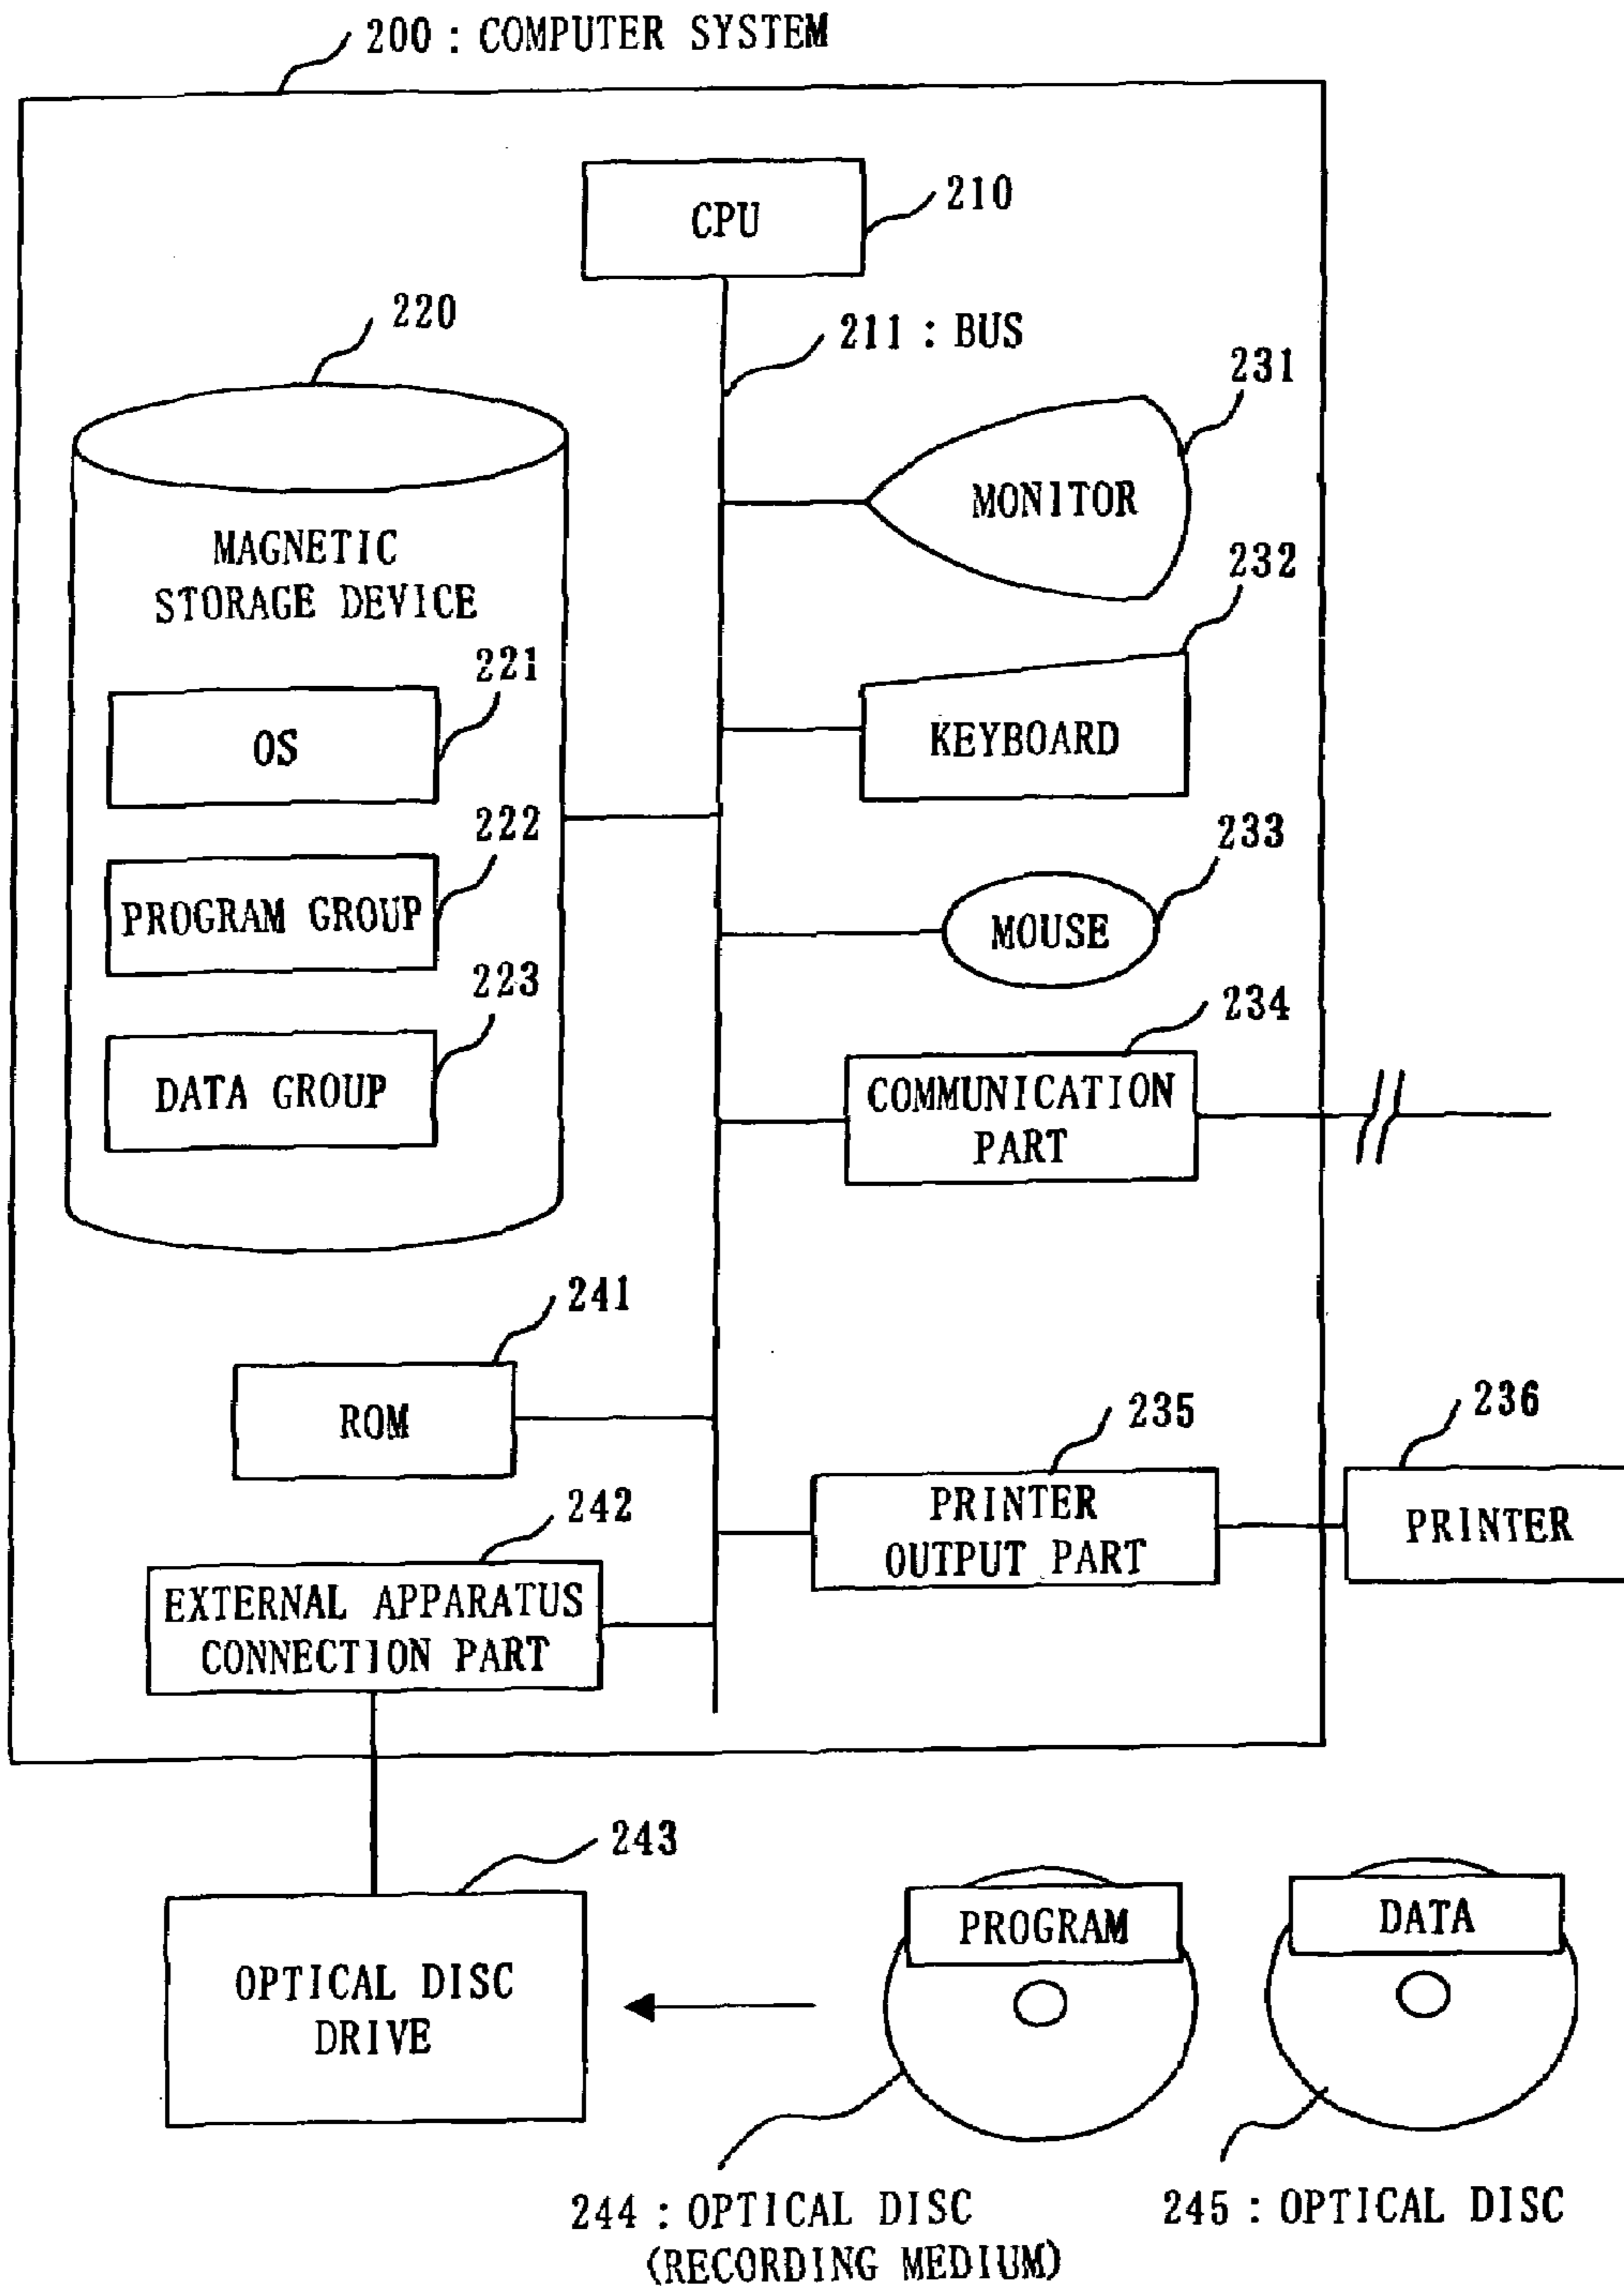 200 : COMPUTER SYSTEM
CPU
210
220
211 : BUS
231
MONITOR
MAGNETIC
STORAGE DEVICE
232
221
OS
KEYBOARD
222
PROGRAM GROUP
233
MOUSE
223
DATA GROUP
234
COMMUNICATION
PART
241
ROM
235
236
PRINTER
OUTPUT PART
PRINTER
242
EXTERNAL APPARATUS
CONNECTION PART
243
OPTICAL DISC
DRIVE
PROGRAM
DATA
244 : OPTICAL DISC
(RECORDING MEDIUM)
245 : OPTICAL DISC